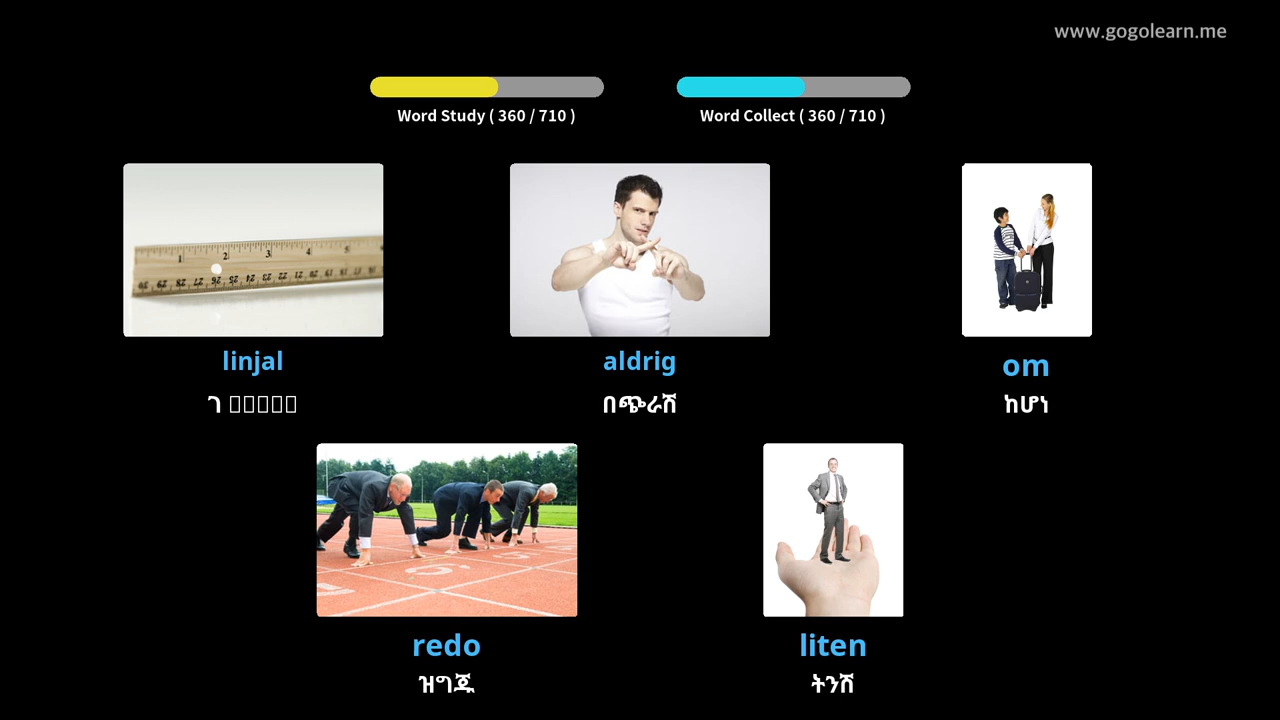 www.gogolearn.me
Word Study ( 360 / 710 )
Word Collect ( 360 / 710 )
linjal
aldrig
om
ገ
በጭራሽ
ከሆነ
redo
liten
ዝግጁ
ትንሽ